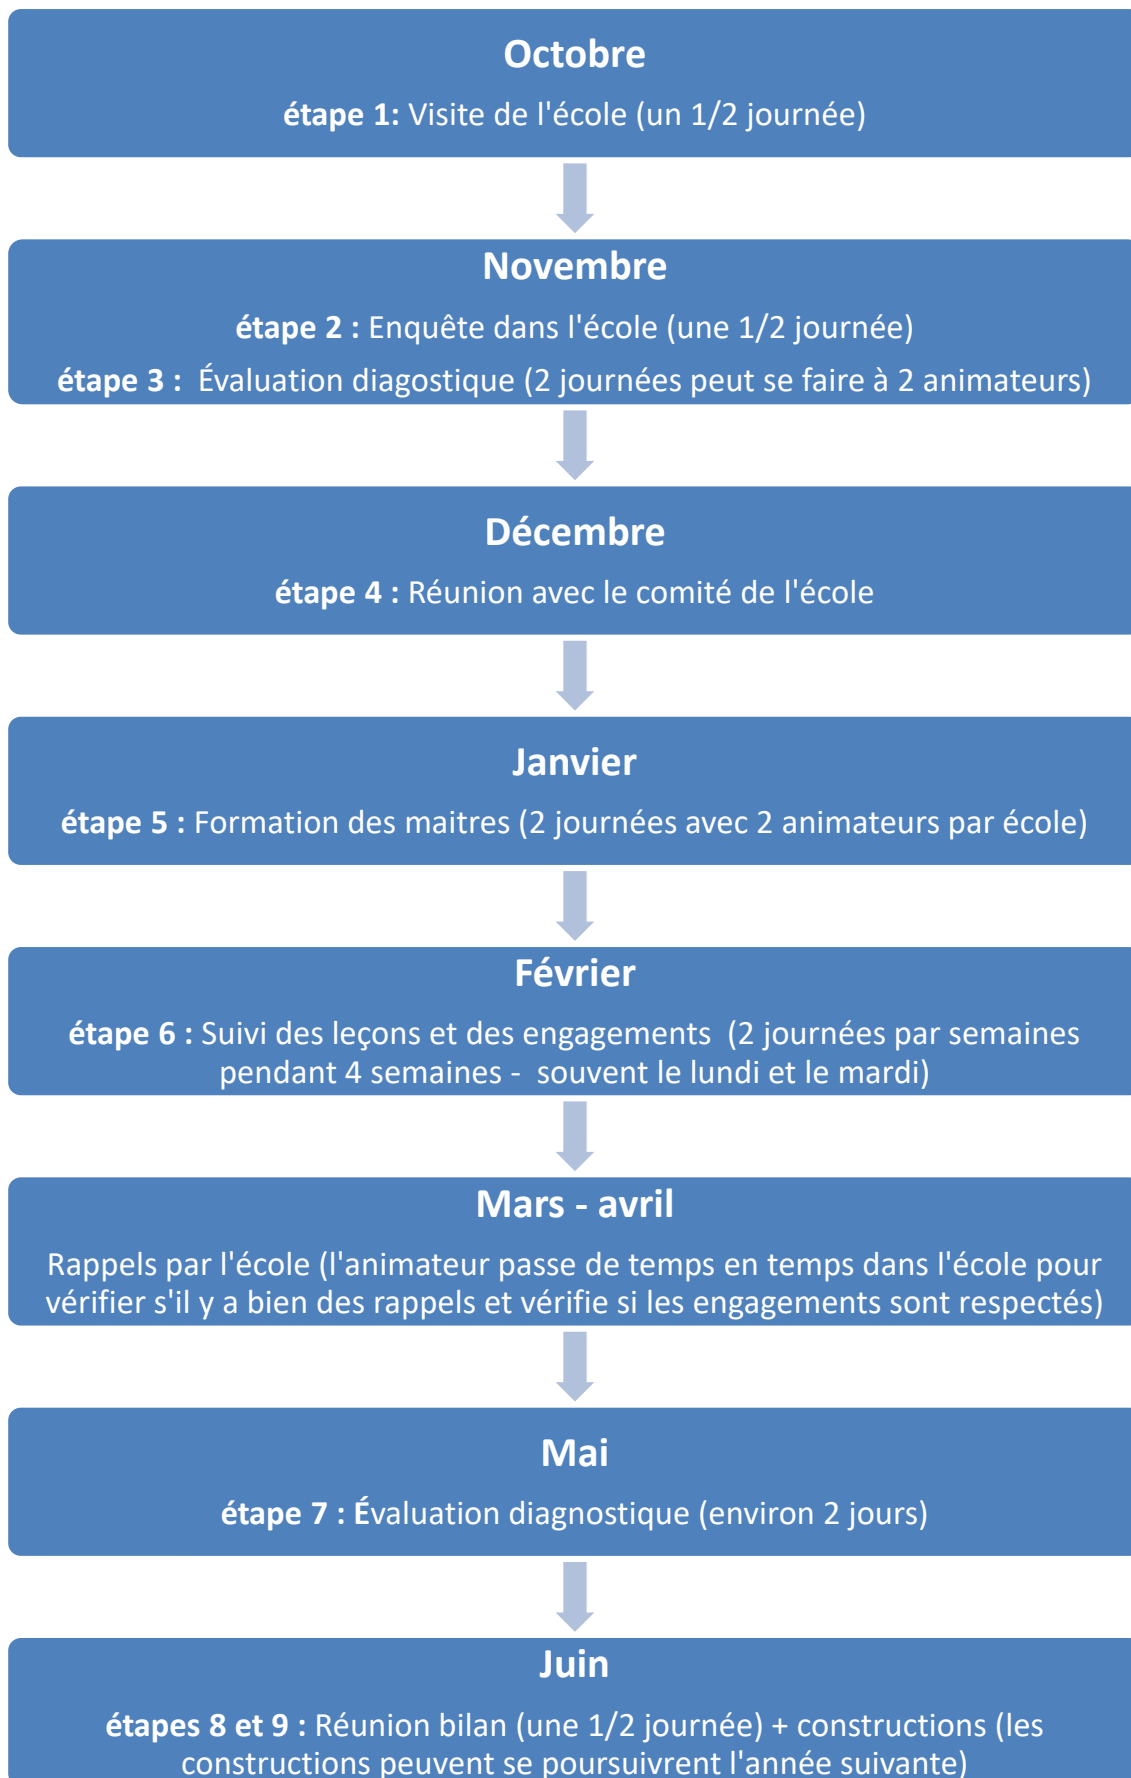 Octobre
étape 1: Visite de l'école (un 1/2 journée)
Novembre
étape 2 : Enquête dans l'école (une 1/2 journée)
étape 3 : Évaluation diagostique (2 journées peut se faire à 2 animateurs)
Décembre
étape 4 : Réunion avec le comité de l'école
Janvier
étape 5 : Formation des maitres (2 journées avec 2 animateurs par école)
Février
étape 6 : Suivi des leçons et des engagements (2 journées par semaines
pendant 4 semaines - souvent le lundi et le mardi)
Mars - avril
Rappels par l'école (l'animateur passe de temps en temps dans l'école pour
vérifier s'il y a bien des rappels et vérifie si les engagements sont respectés)
Mai
étape 7 : Évaluation diagnostique (environ 2 jours)
Juin
étapes 8 et 9 : Réunion bilan (une 1/2 journée) + constructions (les
constructions peuvent se poursuivrent l'année suivante)